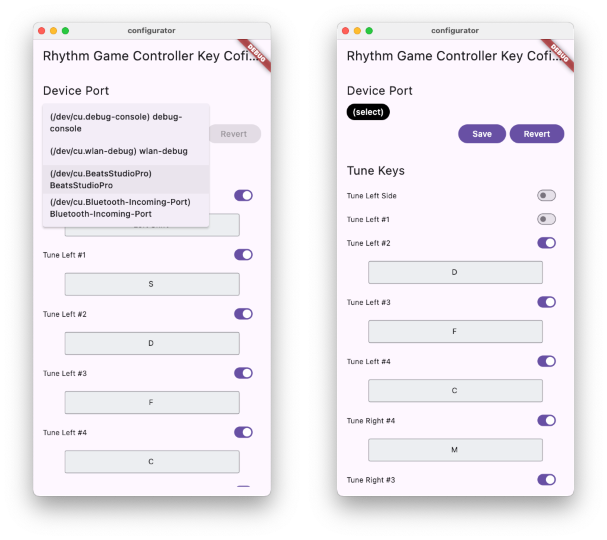 configurator
DEBUG
Rhythm Game Controller Key Cofi...
Device Port
(/dev/cu.debug-console) debug-
console
Revert
(/dev/cu.wlan-debug) wlan-debug
(/dev/cu.BeatsStudioPro)
BeatsStudioPro
(/dev/cu.Bluetooth-Incoming-Port)
Bluetooth-Incoming-Port
Tune Left #1
S
Tune Left #2
D
Tune Left #3
F
Tune Left #4
C
configurator
DEBUG
Rhythm Game Controller Key Cofi...
Device Port
(select)
Save
Revert
Tune Keys
Tune Left Side
Tune Left #1
Tune Left #2
D
Tune Left #3
F
Tune Left #4
C
Tune Right #4
M
Tune Right #3